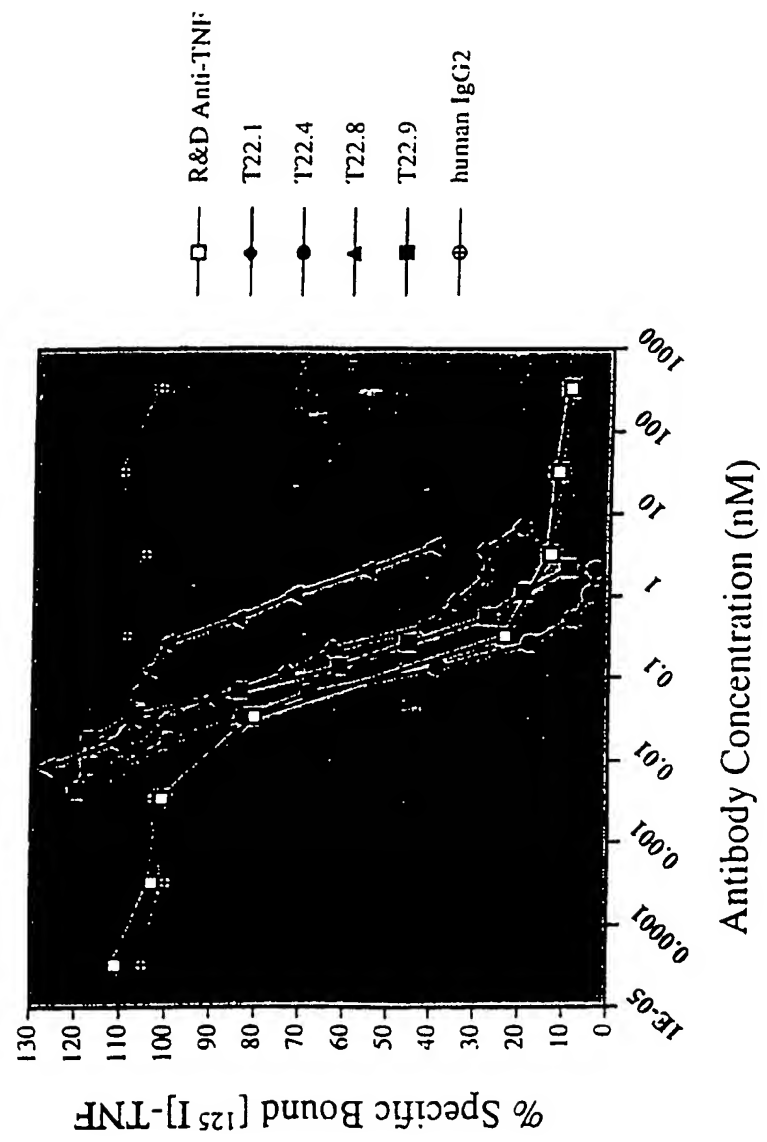 % Specific Bound [125 I]-TNF
130
120
110
100
90
80
70
60
50
40
30
20
10
0
1E-05
0.0001
0.001
0.01
0.1
1
10
100
1000
Antibody Concentration (nM)
R&D Anti-TNF
T22.1
T22.4
T22.8
T22.9
human IgG2